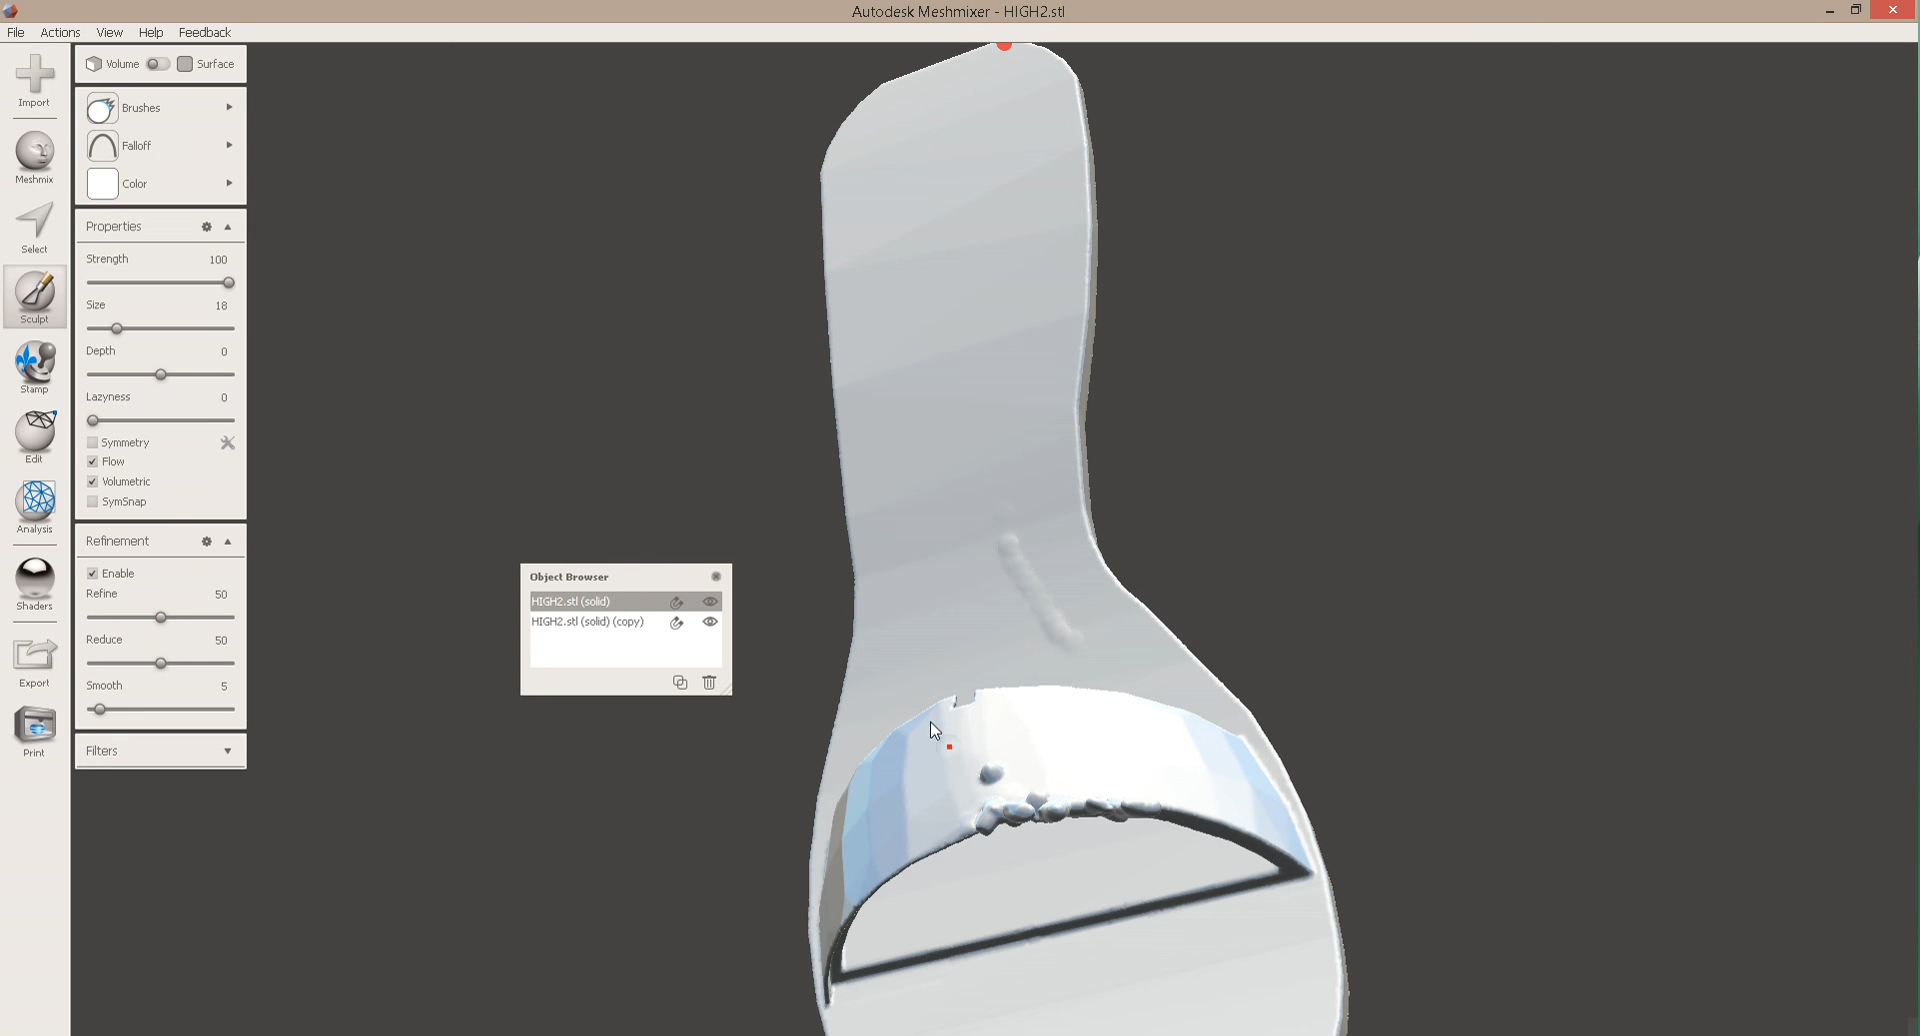 Autodesk Meshmixer - HIGH2.stl
File Actions View Help Feedback
Import
Meshmix
Select
Sculpt
Stamp
Edit
Analysis
Shaders
Export
Print
Volume Surface
Brushes
Falloff
Color
Properties
Strength 100
Size 18
Depth 0
Lazyness 0
Symmetry
Flow
Volumetric
SymSnap
Refinement
Enable
Refine 50
Reduce 50
Smooth 5
Filters
Object Browser
HIGH2.stl (solid)
HIGH2.stl (solid) (copy)